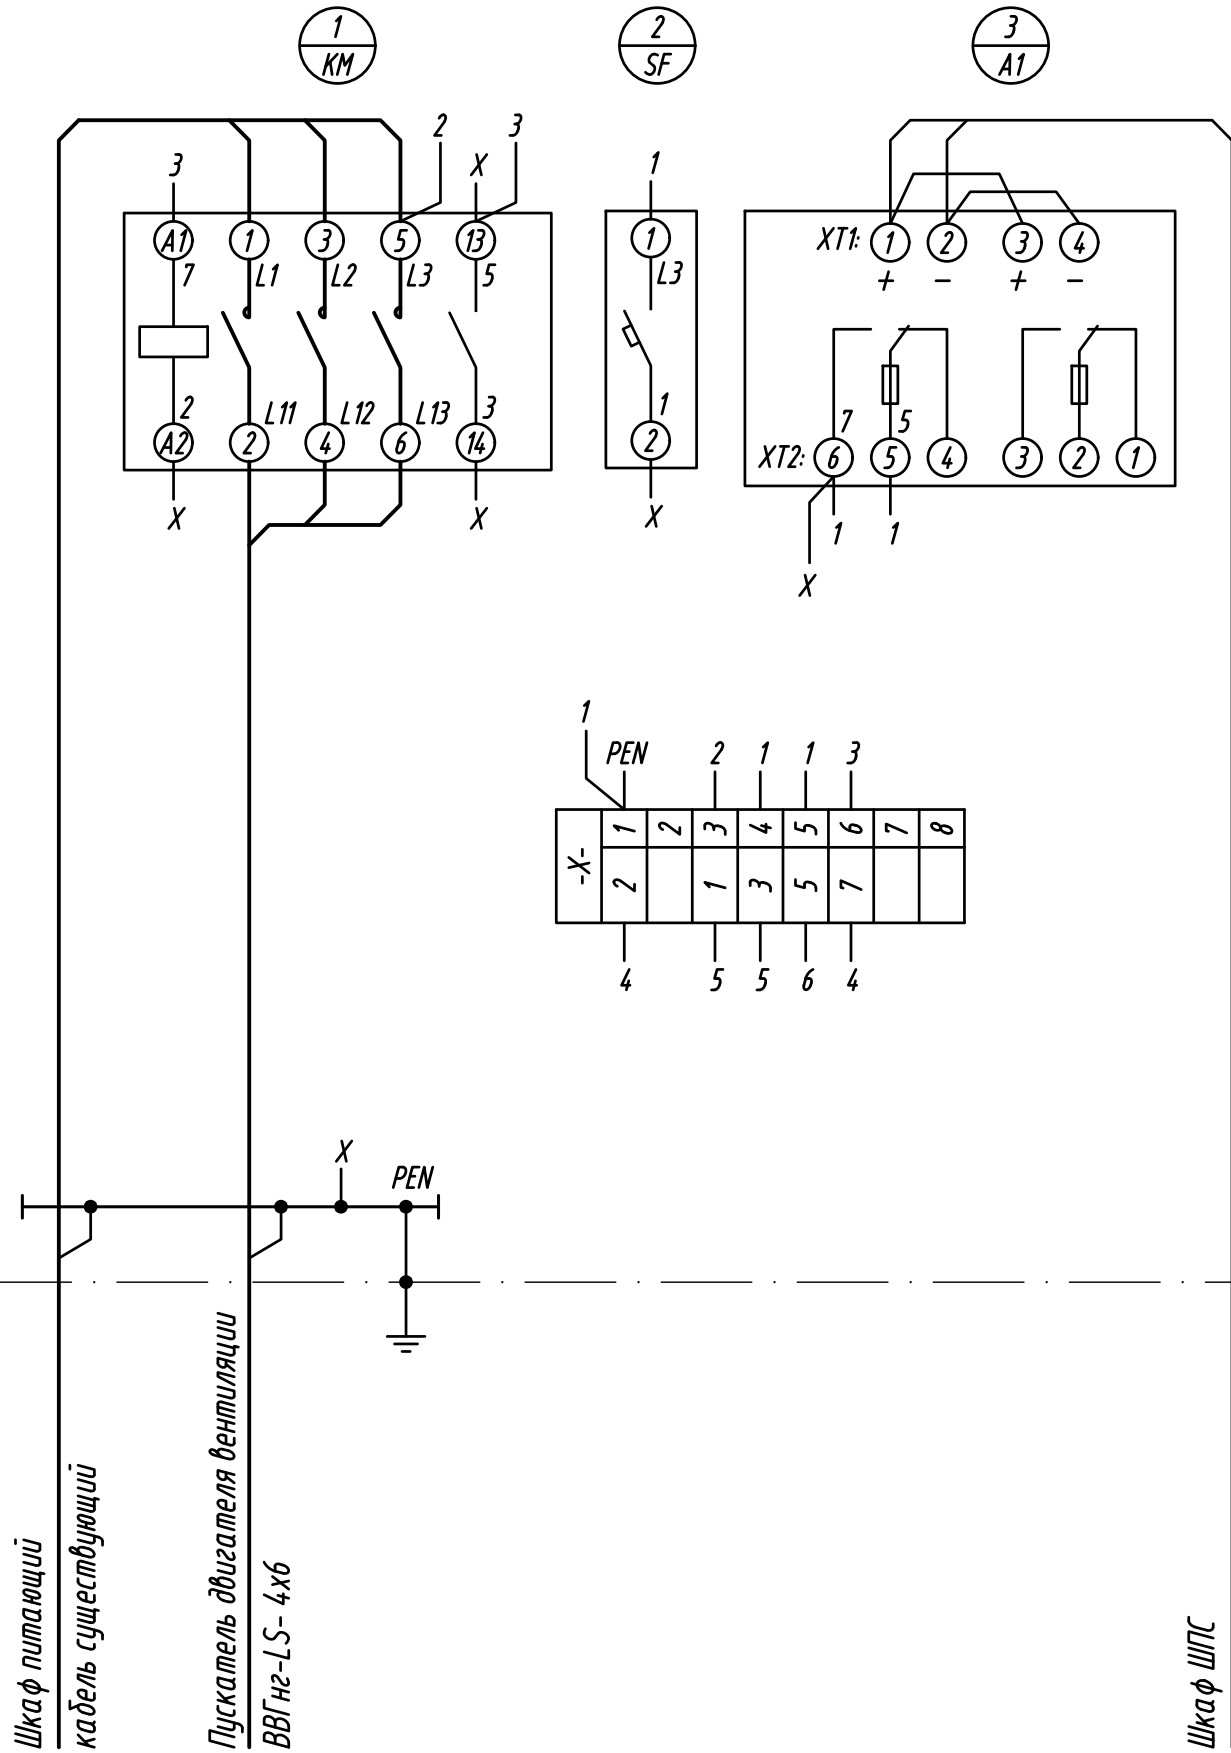 1 2 3
KM SF A1
2 3
3 X 1
A1 1 3 5 13 1 XT1: 1 2 3 4
7 L1 L2 L3 5 L3 + − + −
2 L11 L12 L13 3 1 7 5
A2 2 4 6 14 2 XT2: 6 5 4 3 2 1
X X X 1 1
X
1
PEN 2 1 1 3
-X- 1 2 3 4 5 6 7 8
2 1 3 5 7
4 5 5 6 4
X PEN
Шкаф питающий
кабель существующий
Пускатель двигателя вентиляции
ВВГнг-LS- 4x6
Шкаф ШПС